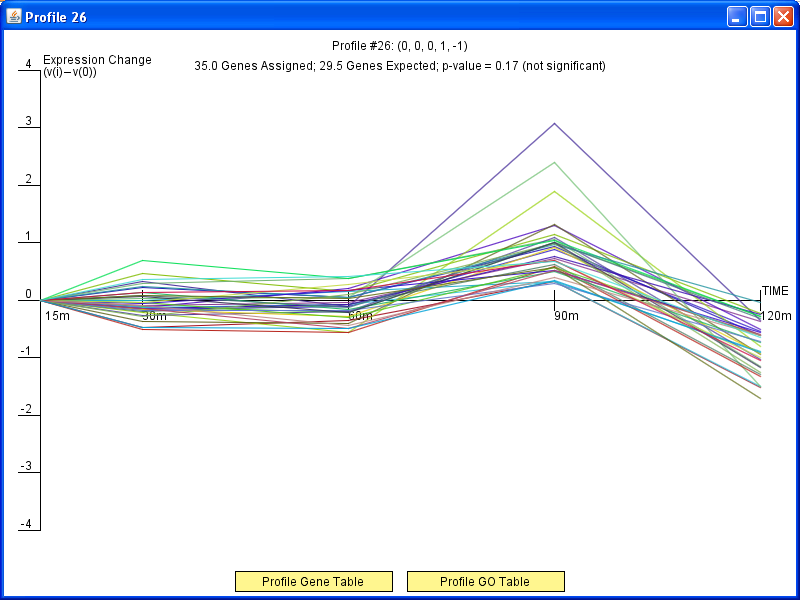 Profile 26
Profile #26: (0, 0, 0, 1, -1)
35.0 Genes Assigned; 29.5 Genes Expected; p-value = 0.17 (not significant)
Expression Change
(v(i)−v(0))
4
3
2
1
0
-1
-2
-3
-4
TIME
15m 30m 60m 90m 120m
Profile Gene Table Profile GO Table